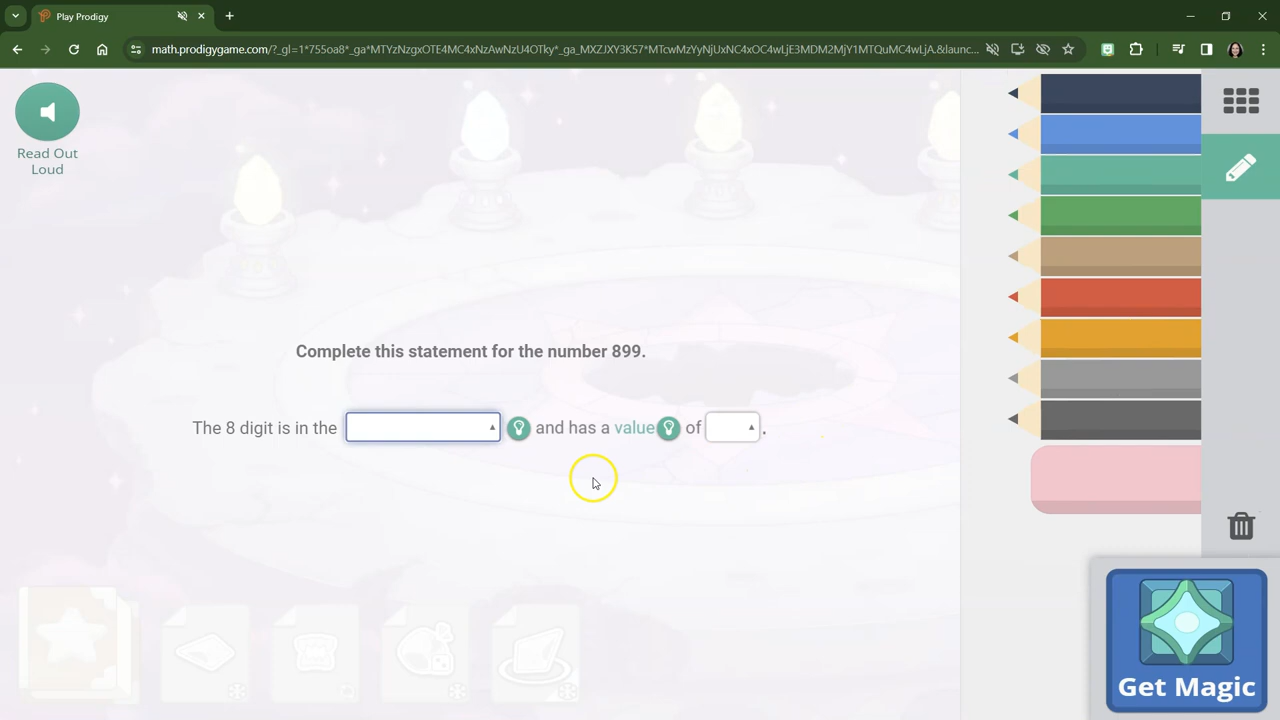 Play Prodigy
math.prodigygame.com/?_gl=1*755oa8*_ga*MTYzNzgxOTE4MC4xNzAwNzU4OTky*_ga_MXZJXY3K57*MTcwMzYyNjUxNC4xOC4wLjE3MDM2MjY1MTQuMC4wLjA.&launc...
Read Out
Loud
Complete this statement for the number 899.
The 8 digit is in the and has a value of .
Get Magic